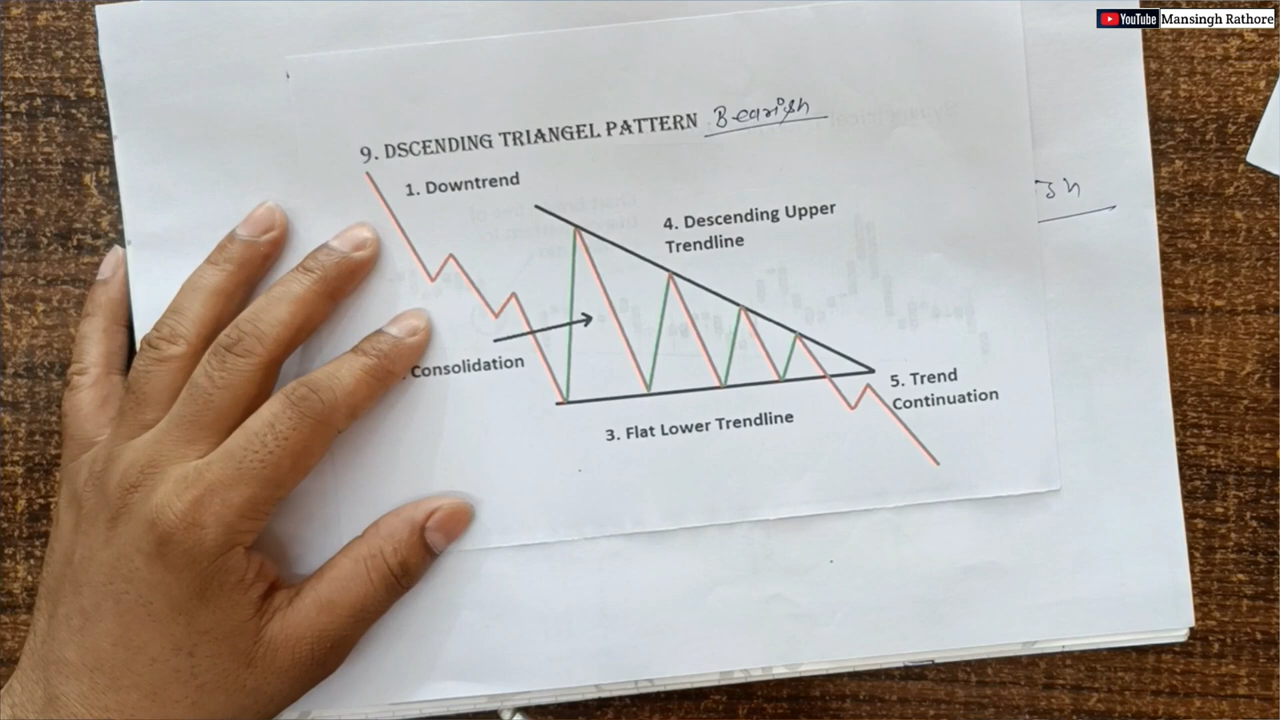 YouTube Mansingh Rathore
9. DSCENDING TRIANGEL PATTERN Bearish
1. Downtrend
4. Descending Upper
Trendline
Consolidation
5. Trend
Continuation
3. Flat Lower Trendline